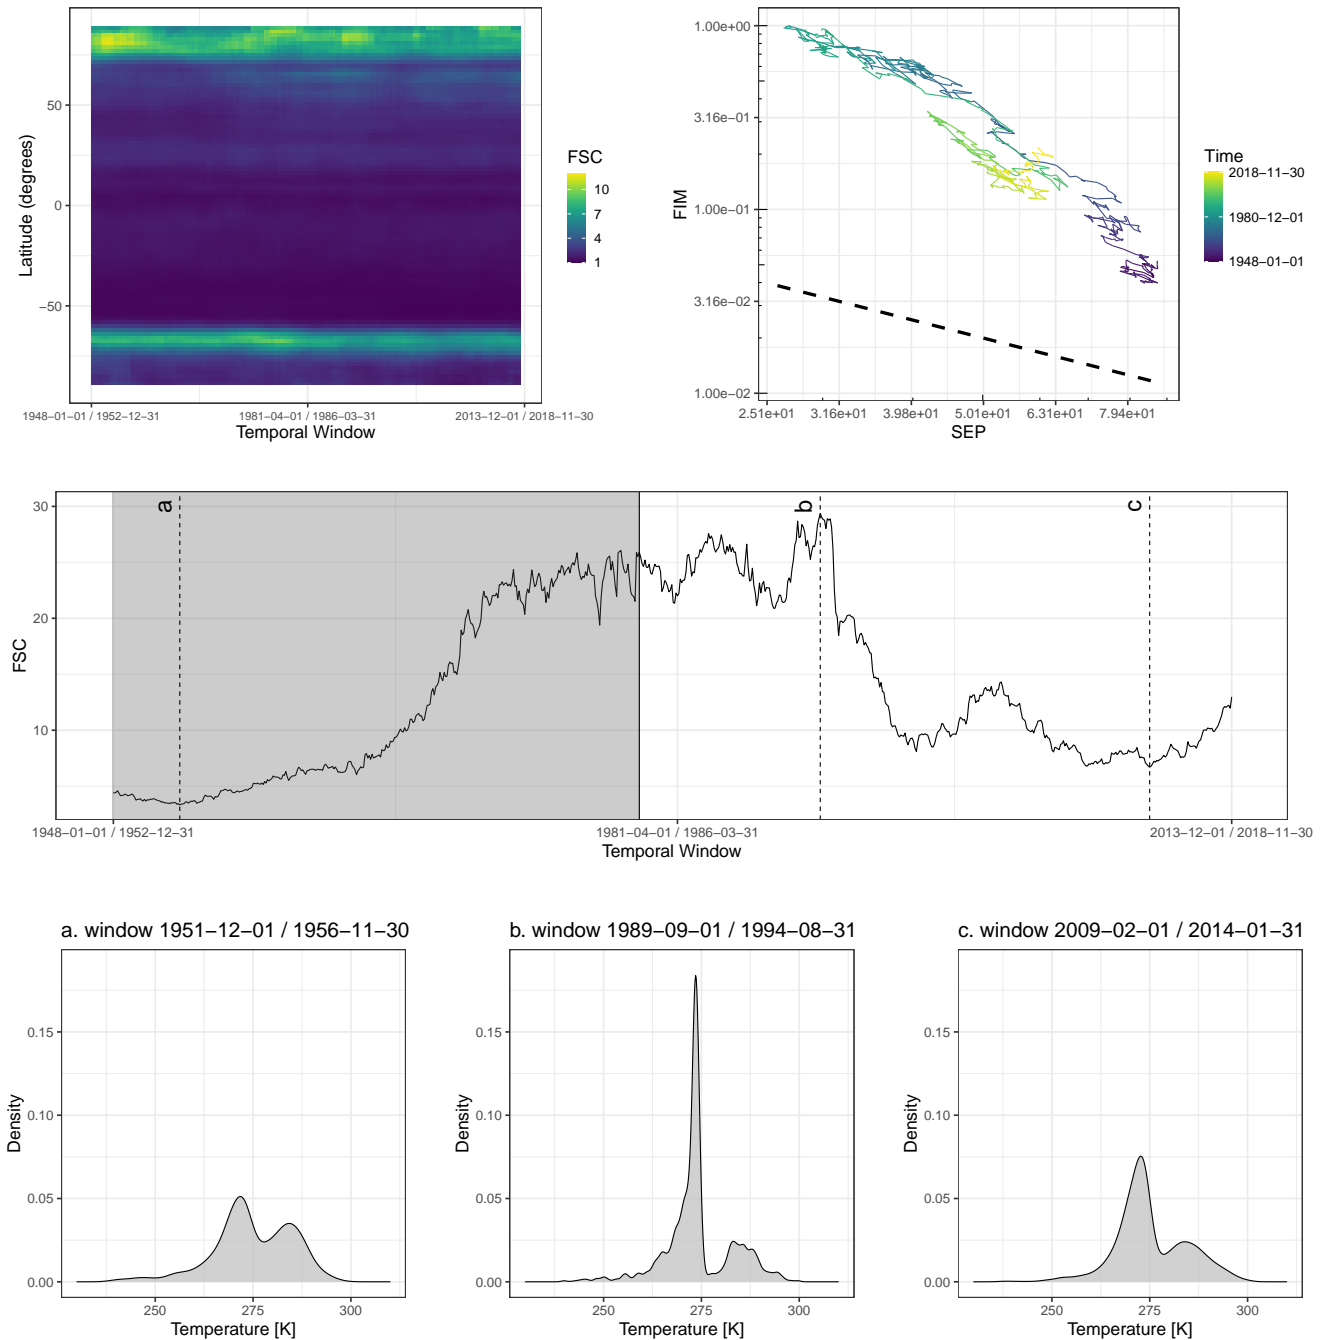 50
0
−50
Latitude (degrees)
1948−01−01 / 1952−12−31
1981−04−01 / 1986−03−31
2013−12−01 / 2018−11−30
Temporal Window
FSC
10
7
4
1
1.00e+00
3.16e−01
1.00e−01
3.16e−02
1.00e−02
FIM
2.51e+01
3.16e+01
3.98e+01
5.01e+01
6.31e+01
7.94e+01
SEP
Time
2018−11−30
1980−12−01
1948−01−01
30
20
10
FSC
a
b
c
1948−01−01 / 1952−12−31
1981−04−01 / 1986−03−31
2013−12−01 / 2018−11−30
Temporal Window
a. window 1951−12−01 / 1956−11−30
0.15
0.10
0.05
0.00
Density
250
275
300
Temperature [K]
b. window 1989−09−01 / 1994−08−31
0.15
0.10
0.05
0.00
Density
250
275
300
Temperature [K]
c. window 2009−02−01 / 2014−01−31
0.15
0.10
0.05
0.00
Density
250
275
300
Temperature [K]